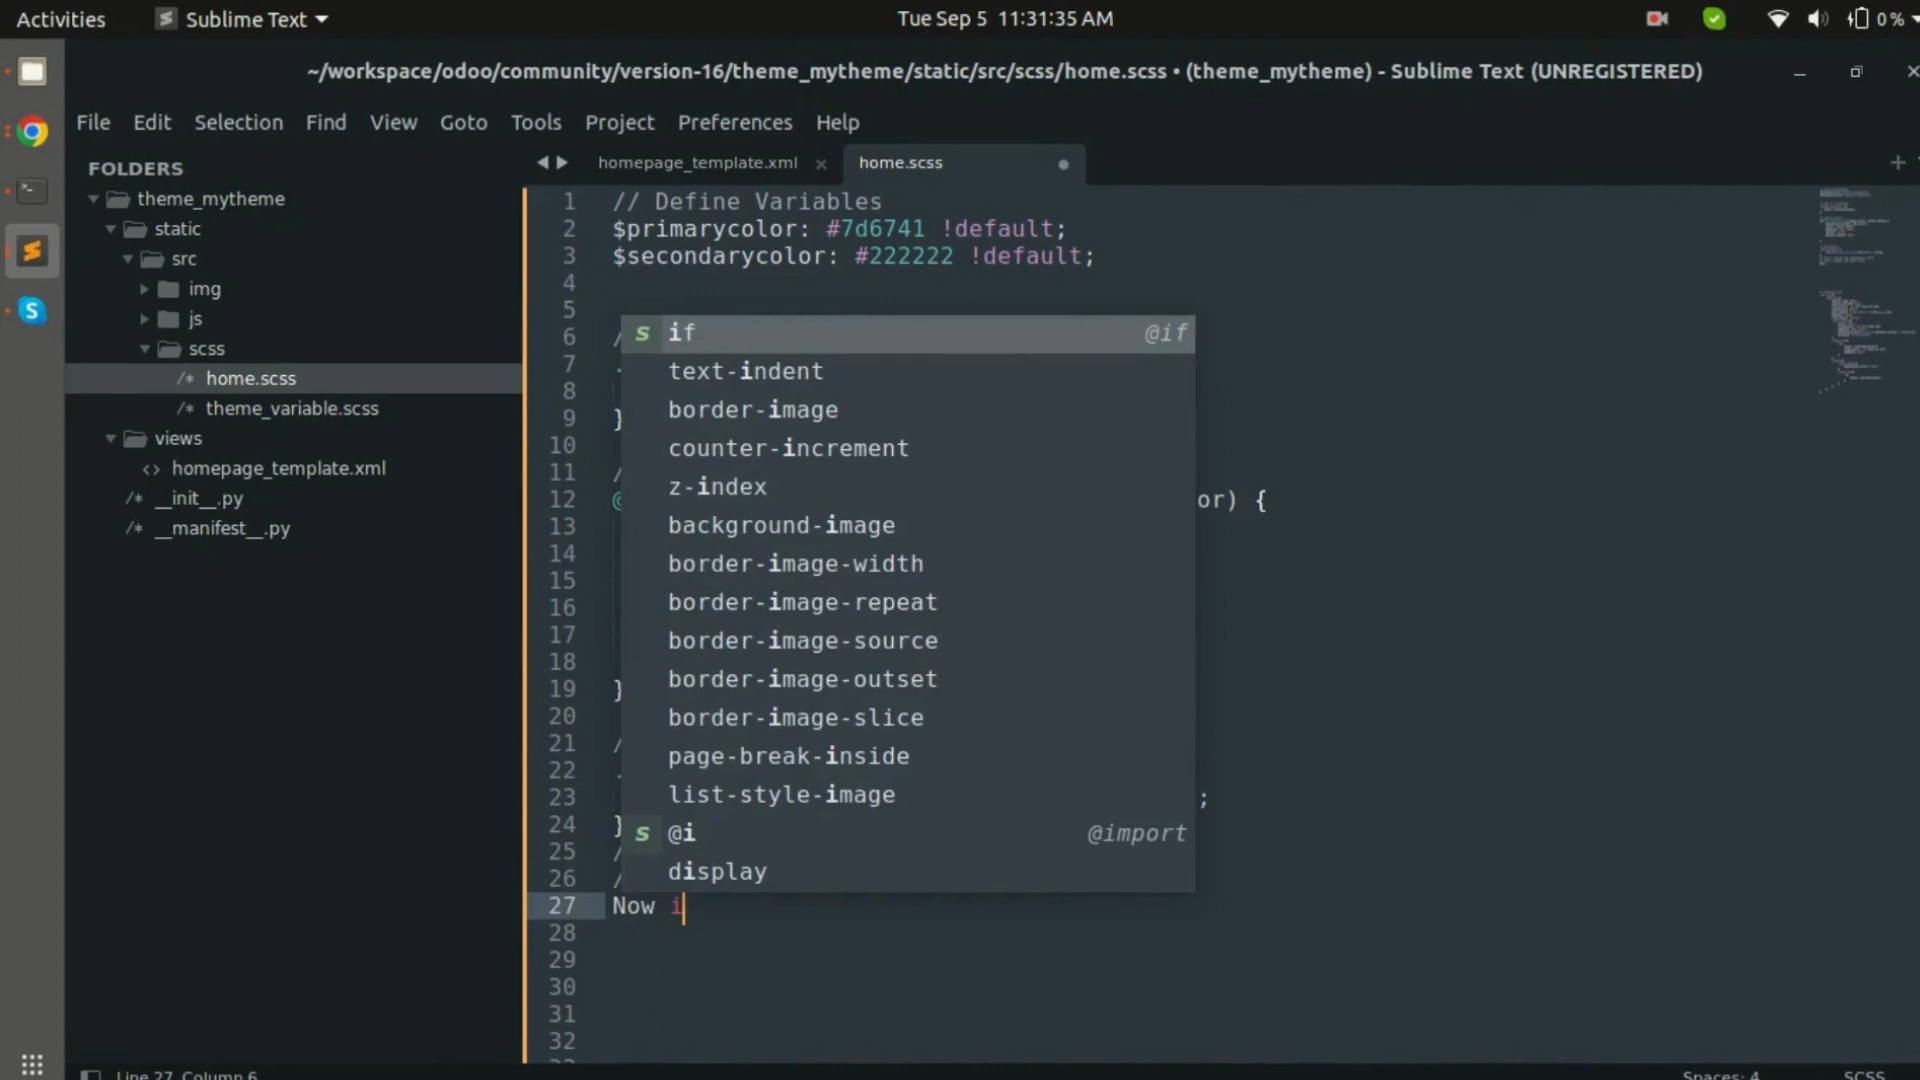 Activities
Sublime Text
Tue Sep 5 11:31:35 AM
0 %
~/workspace/odoo/community/version-16/theme_mytheme/static/src/scss/home.scss • (theme_mytheme) - Sublime Text (UNREGISTERED)
File Edit Selection Find View Goto Tools Project Preferences Help
FOLDERS
theme_mytheme
static
src
img
js
scss
/* home.scss
/* theme_variable.scss
views
<> homepage_template.xml
/* __init__.py
/* __manifest__.py
homepage_template.xml
home.scss
1 // Define Variables
2 $primarycolor: #7d6741 !default;
3 $secondarycolor: #222222 !default;
4
5
6 /
7 .
8
9 }
10
11 /
12 @ or) {
13
14
15
16
17
18
19 }
20
21 /
22 .
23 ;
24 }
25 /
26 /
27 Now i
28
29
30
31
32
s if @if
text-indent
border-image
counter-increment
z-index
background-image
border-image-width
border-image-repeat
border-image-source
border-image-outset
border-image-slice
page-break-inside
list-style-image
s @i @import
display
Line 27, Column 6
Spaces: 4
SCSS